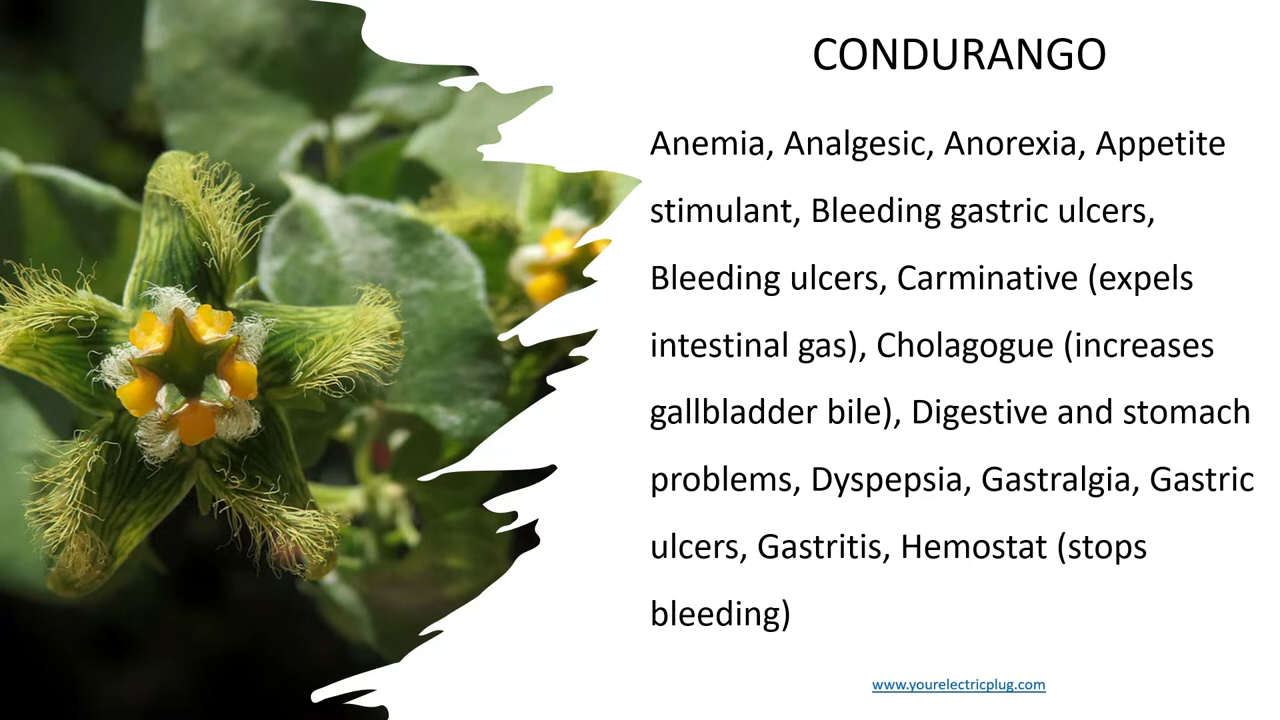 CONDURANGO
Anemia, Analgesic, Anorexia, Appetite
stimulant, Bleeding gastric ulcers,
Bleeding ulcers, Carminative (expels
intestinal gas), Cholagogue (increases
gallbladder bile), Digestive and stomach
problems, Dyspepsia, Gastralgia, Gastric
ulcers, Gastritis, Hemostat (stops
bleeding)
www.yourelectricplug.com